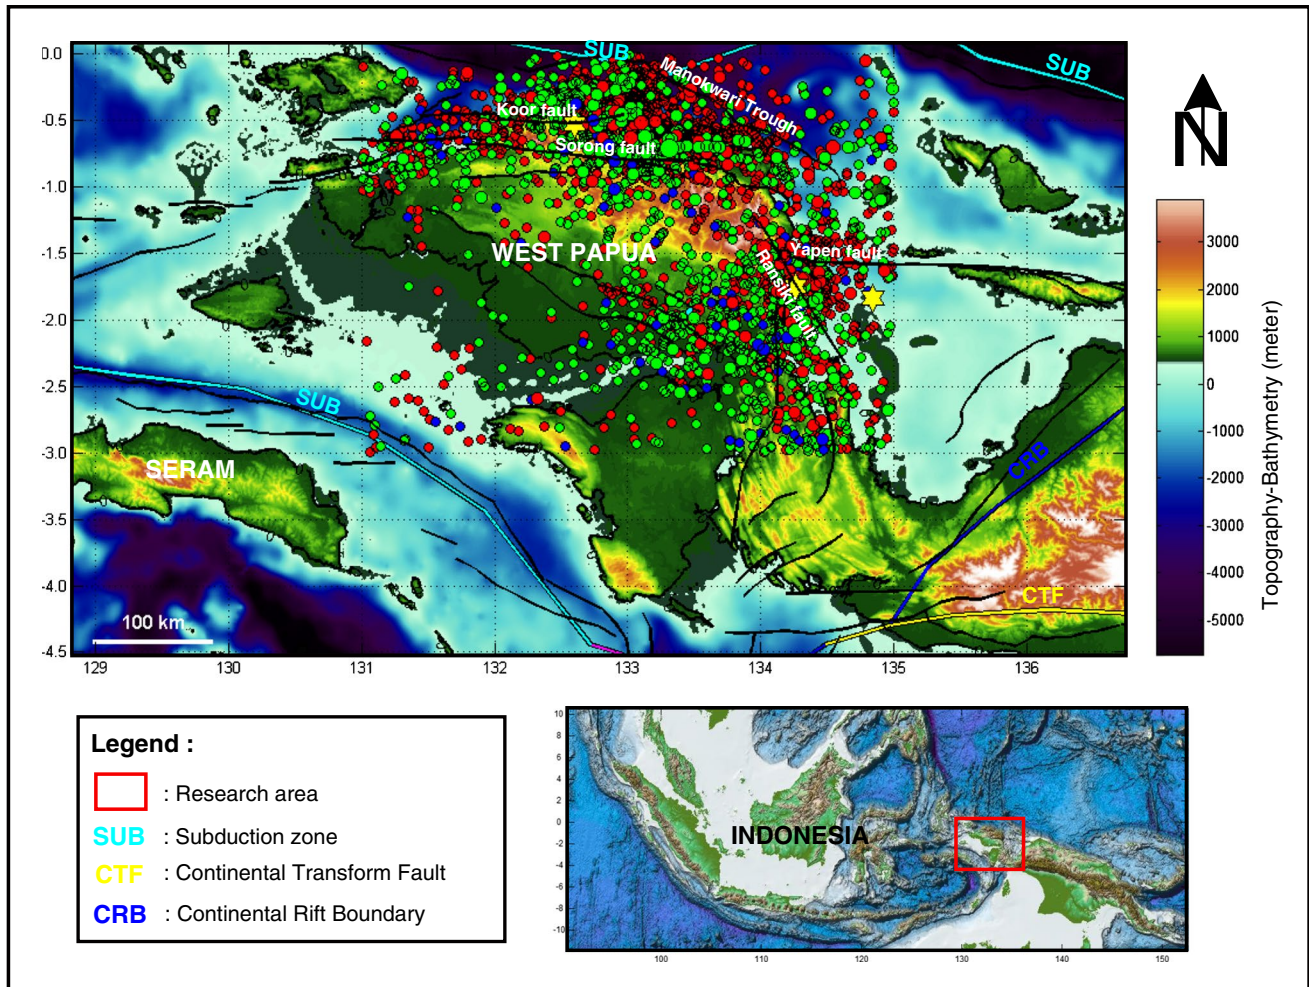 0.0
-0.5
-1.0
-1.5
-2.0
-2.5
-3.0
-3.5
-4.0
-4.5
129
130
131
132
133
134
135
136
SUB
SUB
Manokwari Trough
Koor fault
Sorong fault
WEST PAPUA
Yapen fault
Ransiki fault
SUB
SERAM
CRB
CTF
100 km
N
3000
2000
1000
0
-1000
-2000
-3000
-4000
-5000
Topography-Bathymetry (meter)
Legend :
: Research area
SUB : Subduction zone
CTF : Continental Transform Fault
CRB : Continental Rift Boundary
10
8
6
4
2
0
-2
-4
-6
-8
-10
INDONESIA
100
110
120
130
140
150